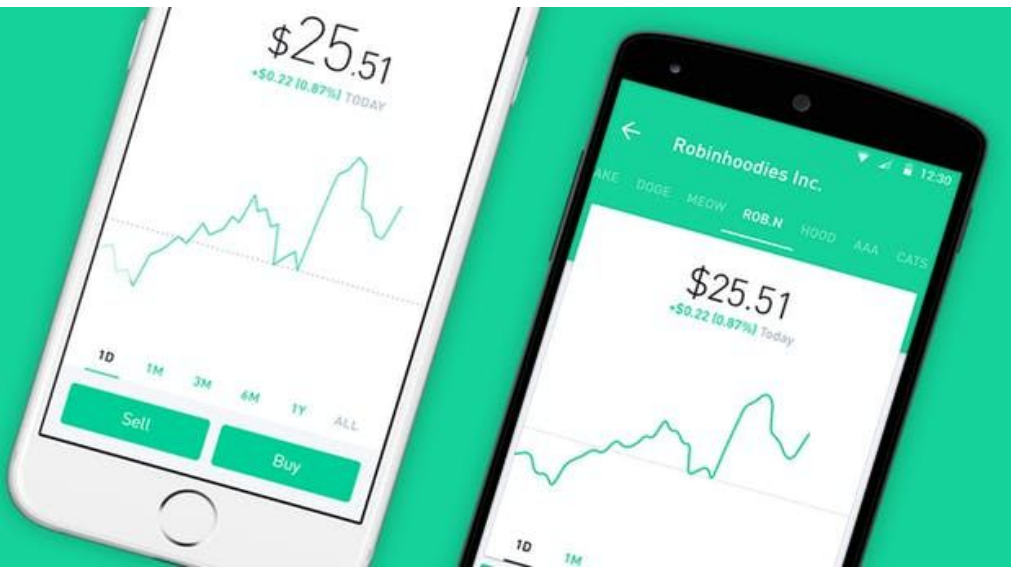 $25.51
+$0.22 (0.87%) TODAY
1D 1M 3M 6M 1Y ALL
Sell Buy
12:30
Robinhoodies Inc.
AKE DOGE MEOW ROB.N HOOD AAA CATS
$25.51
+$0.22 (0.87%) Today
1D 1M